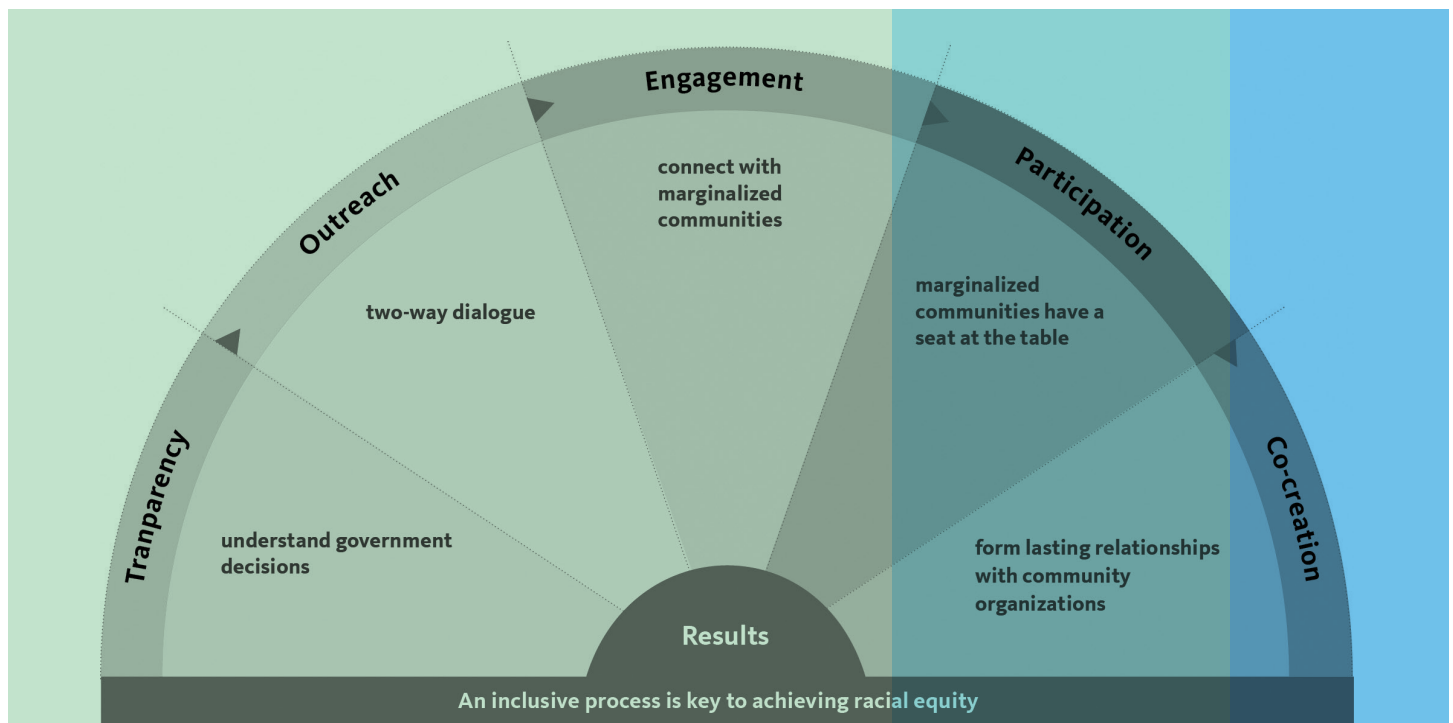 Tranparency
understand government
decisions
Outreach
two-way dialogue
Engagement
connect with
marginalized
communities
Participation
marginalized
communities have a
seat at the table
Co-creation
form lasting relationships
with community
organizations
Results
An inclusive process is key to achieving racial equity